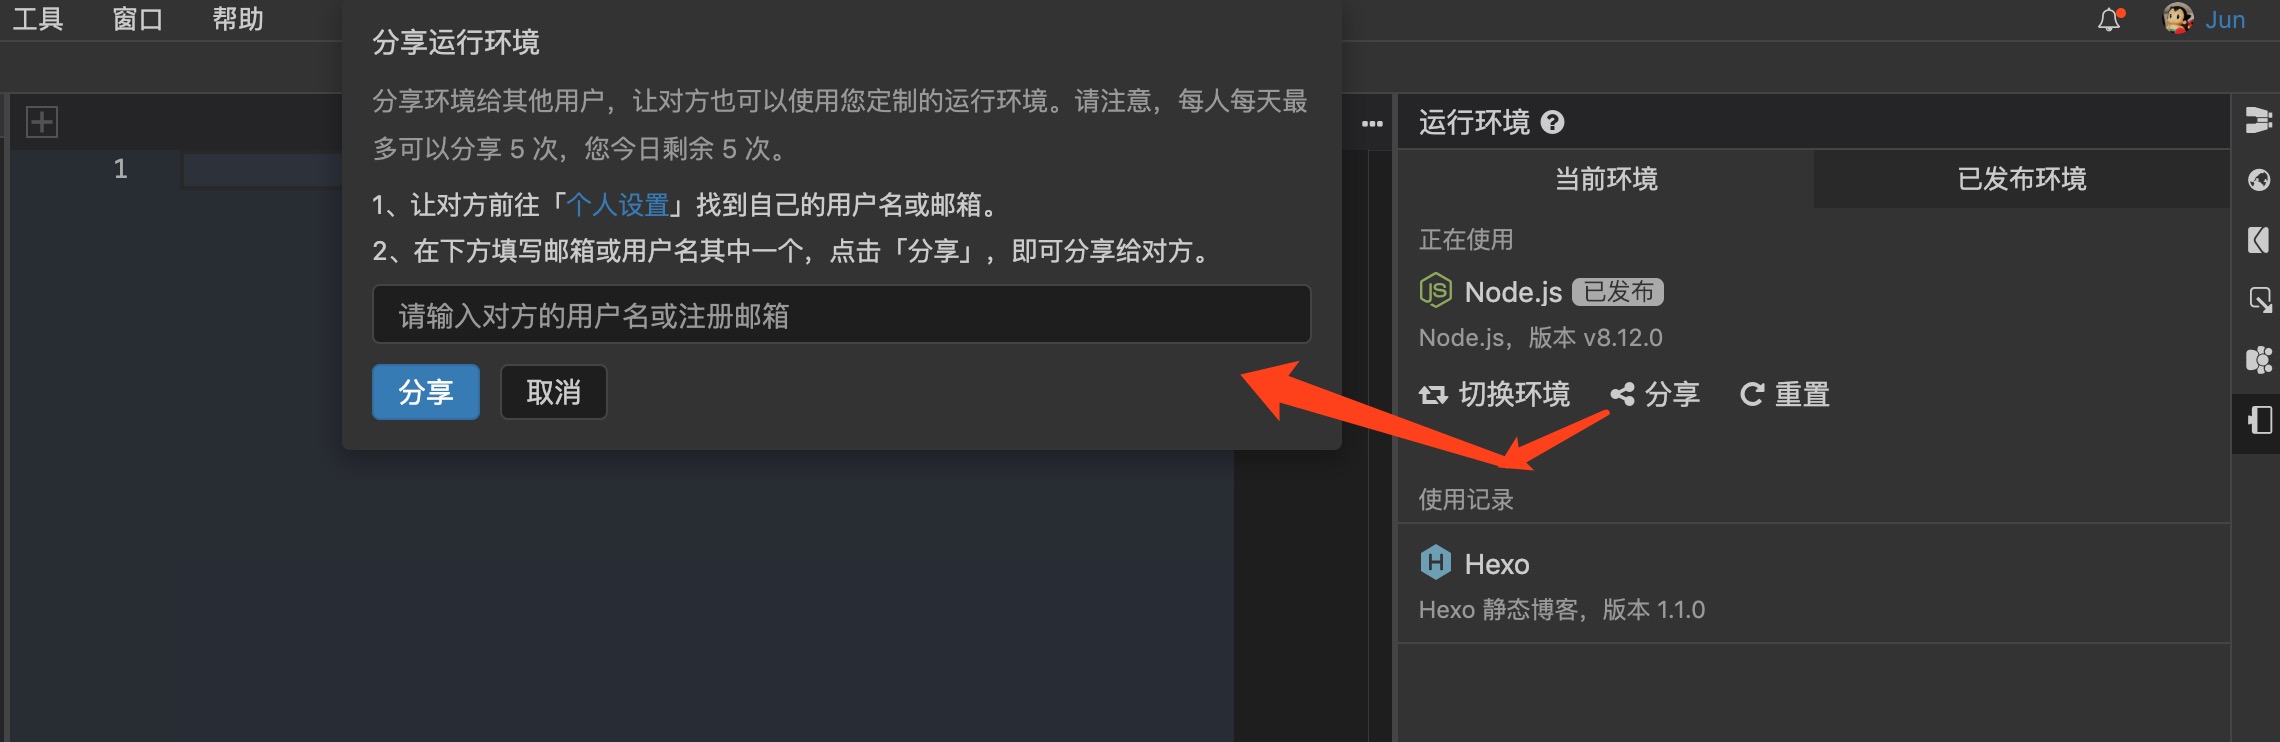 工具 窗口 帮助
Jun
分享运行环境
分享环境给其他用户，让对方也可以使用您定制的运行环境。请注意，每人每天最
多可以分享 5 次，您今日剩余 5 次。
1、让对方前往「个人设置」找到自己的用户名或邮箱。
2、在下方填写邮箱或用户名其中一个，点击「分享」，即可分享给对方。
请输入对方的用户名或注册邮箱
分享 取消
1
运行环境
当前环境 已发布环境
正在使用
Node.js 已发布
Node.js，版本 v8.12.0
切换环境 分享 重置
使用记录
Hexo
Hexo 静态博客，版本 1.1.0